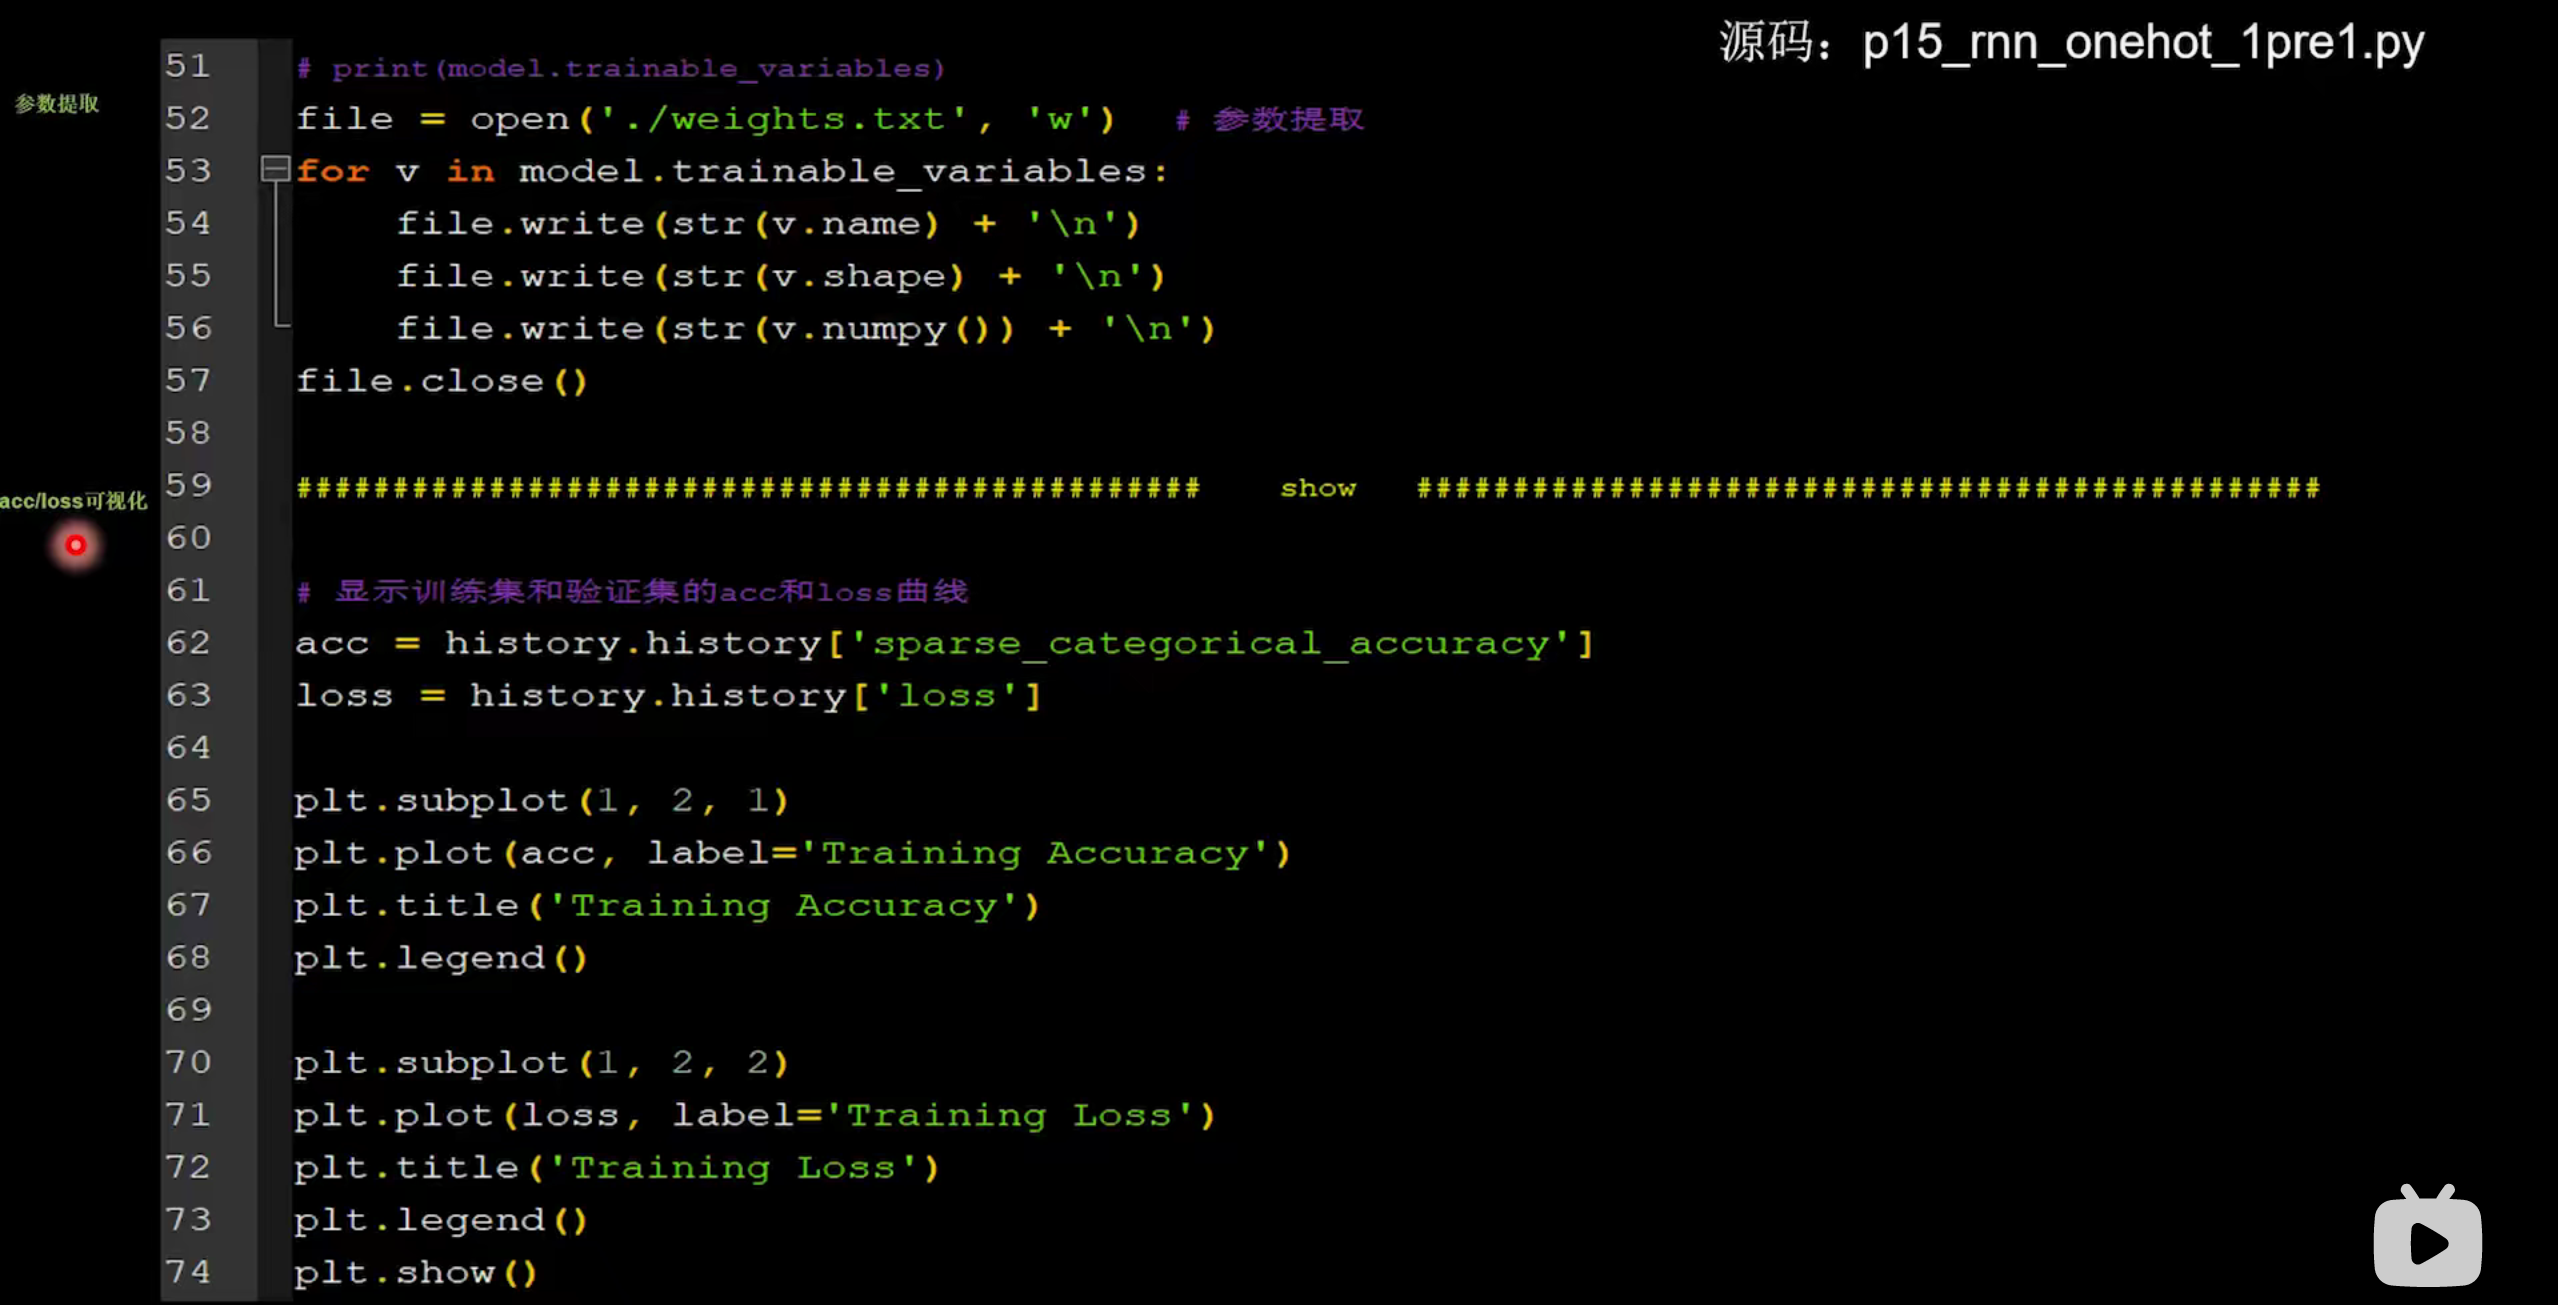 源码：p15_rnn_onehot_1pre1.py
51 # print(model.trainable_variables)
参数提取
52 file = open('./weights.txt', 'w')  # 参数提取
53 for v in model.trainable_variables:
54     file.write(str(v.name) + '\n')
55     file.write(str(v.shape) + '\n')
56     file.write(str(v.numpy()) + '\n')
57 file.close()
58
acc/loss可视化
59 ###############################################    show    ###############################################
60
61 # 显示训练集和验证集的acc和loss曲线
62 acc = history.history['sparse_categorical_accuracy']
63 loss = history.history['loss']
64
65 plt.subplot(1, 2, 1)
66 plt.plot(acc, label='Training Accuracy')
67 plt.title('Training Accuracy')
68 plt.legend()
69
70 plt.subplot(1, 2, 2)
71 plt.plot(loss, label='Training Loss')
72 plt.title('Training Loss')
73 plt.legend()
74 plt.show()